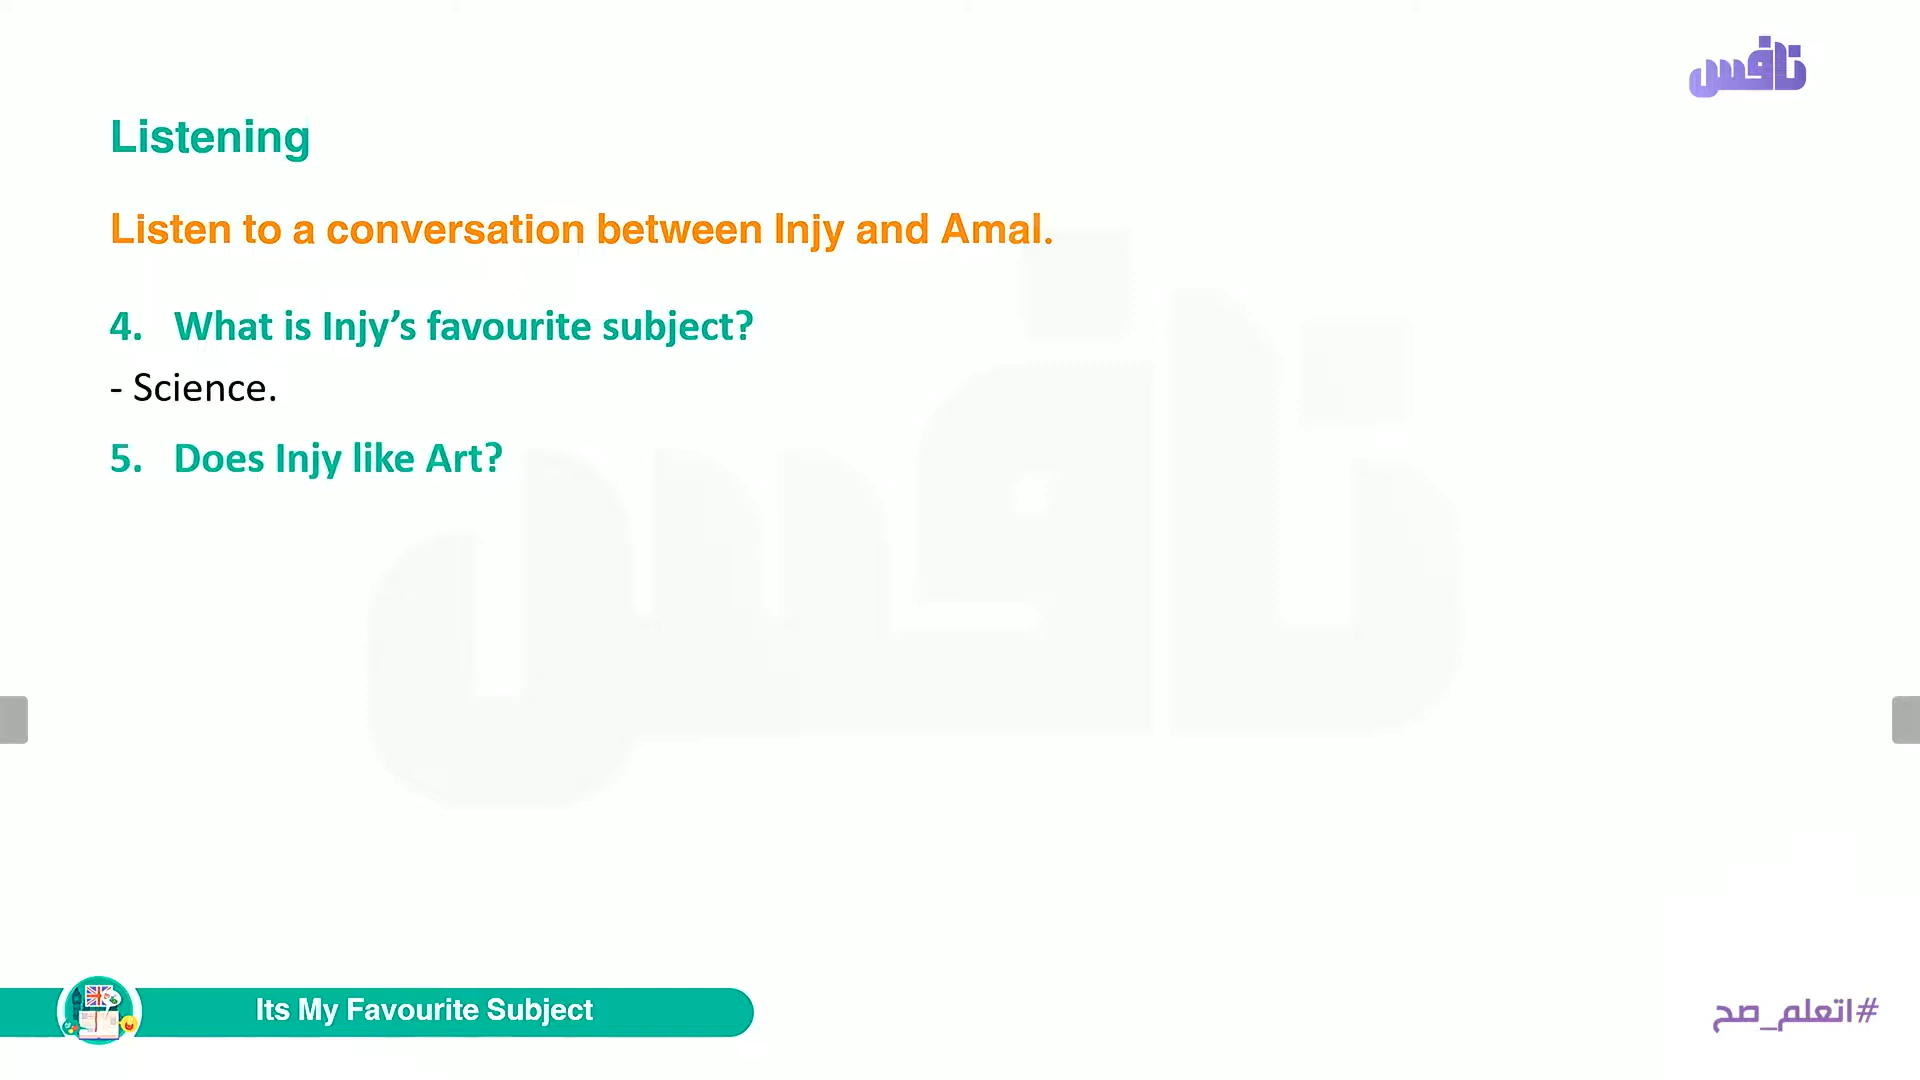 نافس
Listening
Listen to a conversation between Injy and Amal.
4. What is Injy’s favourite subject?
- Science.
5. Does Injy like Art?
نافس
Its My Favourite Subject
#اتعلم_صح